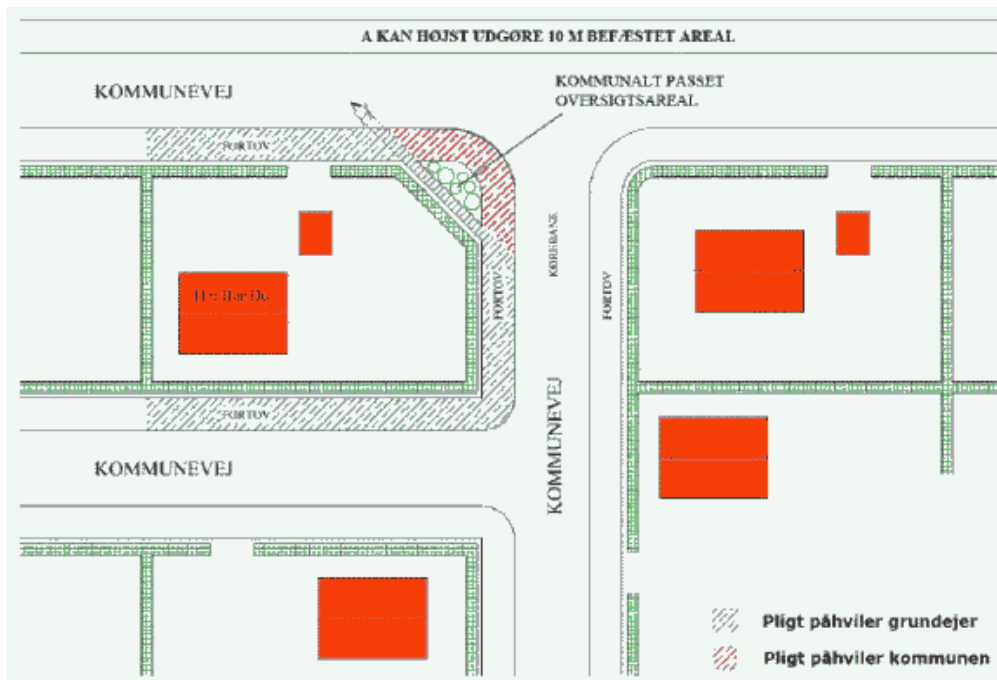 A KAN HØJST UDGØRE 10 M BEFÆSTET AREAL
KOMMUNALT PASSET
OVERSIGTSAREAL
KOMMUNEVEJ
FORTOV
KØREBANE
FORTOV
FORTOV
FORTOV
KOMMUNEVEJ
KOMMUNEVEJ
Pligt påhviler grundejer
Pligt påhviler kommunen